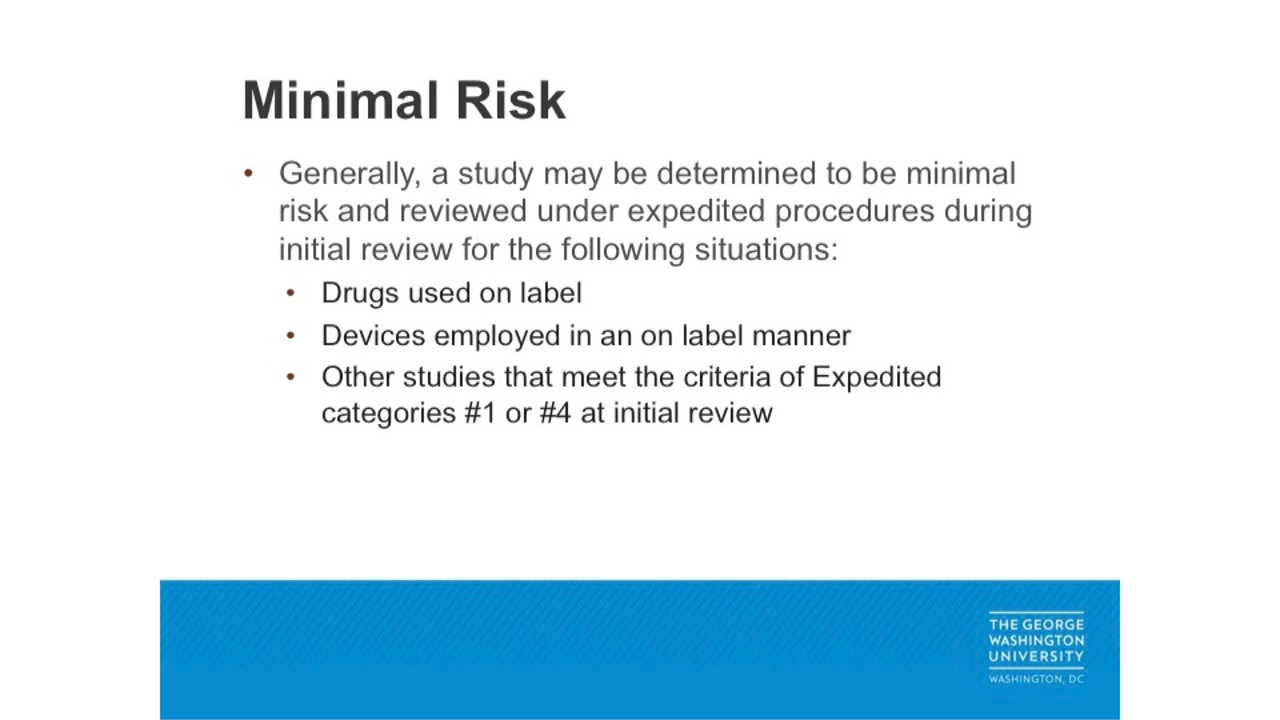 Minimal Risk
• Generally, a study may be determined to be minimal
risk and reviewed under expedited procedures during
initial review for the following situations:
• Drugs used on label
• Devices employed in an on label manner
• Other studies that meet the criteria of Expedited
categories #1 or #4 at initial review
THE GEORGE
WASHINGTON
UNIVERSITY
WASHINGTON, DC